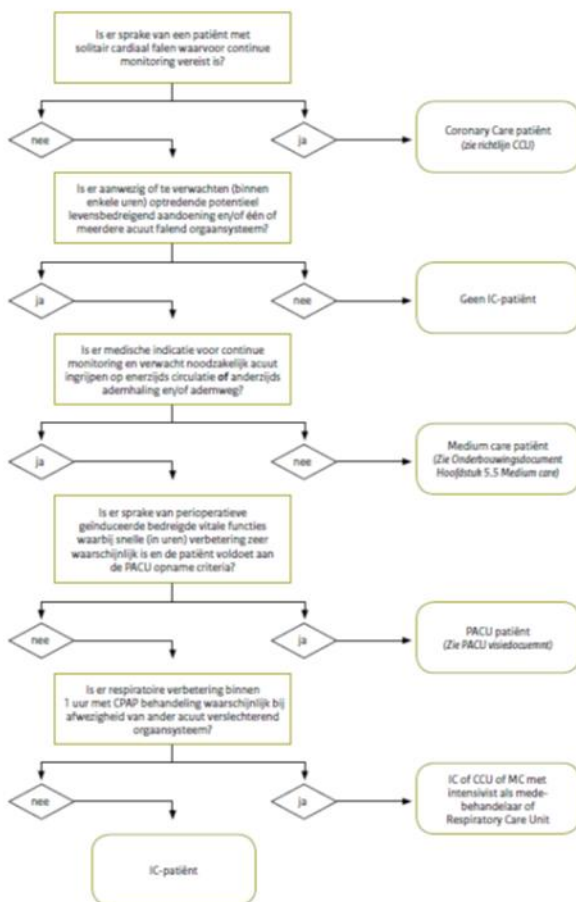 Is er sprake van een patiënt met
solitair cardiaal falen waarvoor continue
monitoring vereist is?
nee
ja
Coronary Care patiënt
(zie richtlijn CCU)
Is er aanwezig of te verwachten (binnen
enkele uren) optredende potentieel
levensbedreigend aandoening en/of één of
meerdere acuut falend orgaansysteem?
ja
nee
Geen IC-patiënt
Is er medische indicatie voor continue
monitoring en verwacht noodzakelijk acuut
ingrijpen op enerzijds circulatie of anderzijds
ademhaling en/of ademweg?
ja
nee
Medium care patiënt
(Zie Onderbouwingsdocument
Hoofdstuk 5.5 Medium care)
Is er sprake van perioperatieve
geïnduceerde bedreigde vitale functies
waarbij snelle (in uren) verbetering zeer
waarschijnlijk is en de patiënt voldoet aan
de PACU opname criteria?
nee
ja
PACU patiënt
(Zie PACU visiedocuemnt)
Is er respiratoire verbetering binnen
1 uur met CPAP behandeling waarschijnlijk bij
afwezigheid van ander acuut verslechterend
orgaansysteem?
nee
ja
IC of CCU of MC met
intensivist als mede-
behandelaar of
Respiratory Care Unit
IC-patiënt